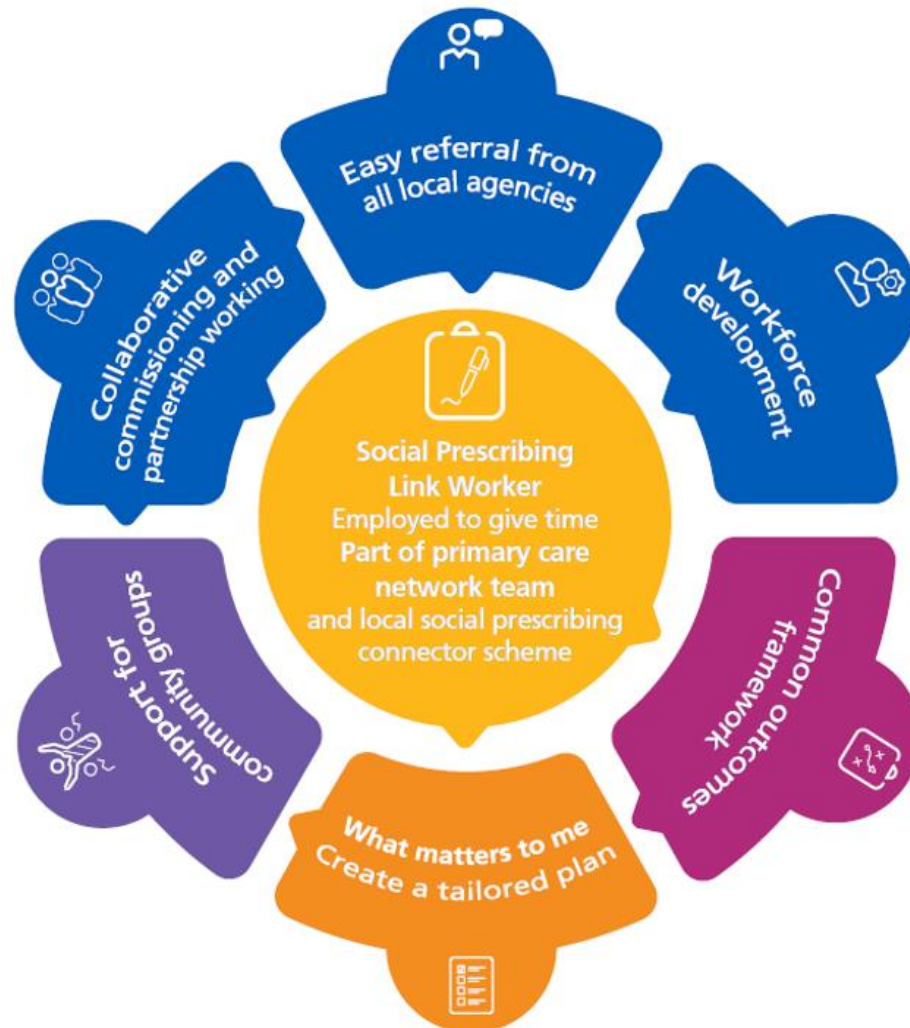 Easy referral from
all local agencies
Workforce
development
Common outcomes
framework
What matters to me
Create a tailored plan
Support for
community groups
Collaborative
commissioning and
partnership working
Social Prescribing
Link Worker
Employed to give time
Part of primary care
network team
and local social prescribing
connector scheme